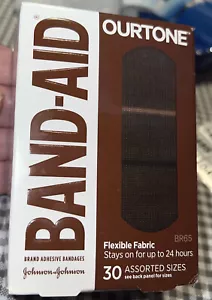 OURTONE™
BAND-AID®
BRAND ADHESIVE BANDAGES
Johnson & Johnson
BR65
Flexible Fabric
Stays on for up to 24 hours
30 ASSORTED SIZES
see back panel for sizes